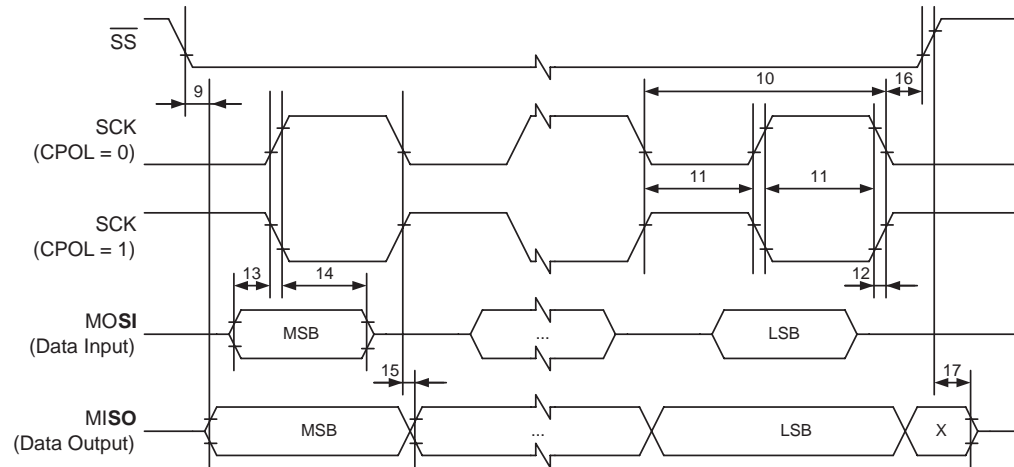 SS
9
10
16
SCK
(CPOL = 0)
11
11
SCK
(CPOL = 1)
13
14
12
MOSI
(Data Input)
MSB
...
LSB
15
17
MISO
(Data Output)
MSB
...
LSB
X